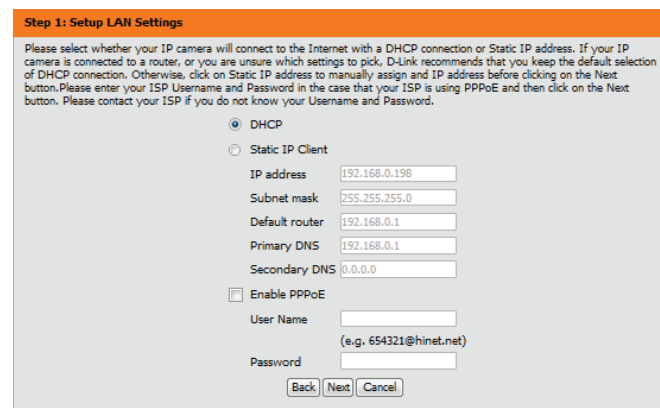 Step 1: Setup LAN Settings
Please select whether your IP camera will connect to the Internet with a DHCP connection or Static IP address. If your IP
camera is connected to a router, or you are unsure which settings to pick, D-Link recommends that you keep the default selection
of DHCP connection. Otherwise, click on Static IP address to manually assign and IP address before clicking on the Next
button.Please enter your ISP Username and Password in the case that your ISP is using PPPoE and then click on the Next
button. Please contact your ISP if you do not know your Username and Password.
DHCP
Static IP Client
IP address 192.168.0.198
Subnet mask 255.255.255.0
Default router 192.168.0.1
Primary DNS 192.168.0.1
Secondary DNS 0.0.0.0
Enable PPPoE
User Name
(e.g. 654321@hinet.net)
Password
Back Next Cancel